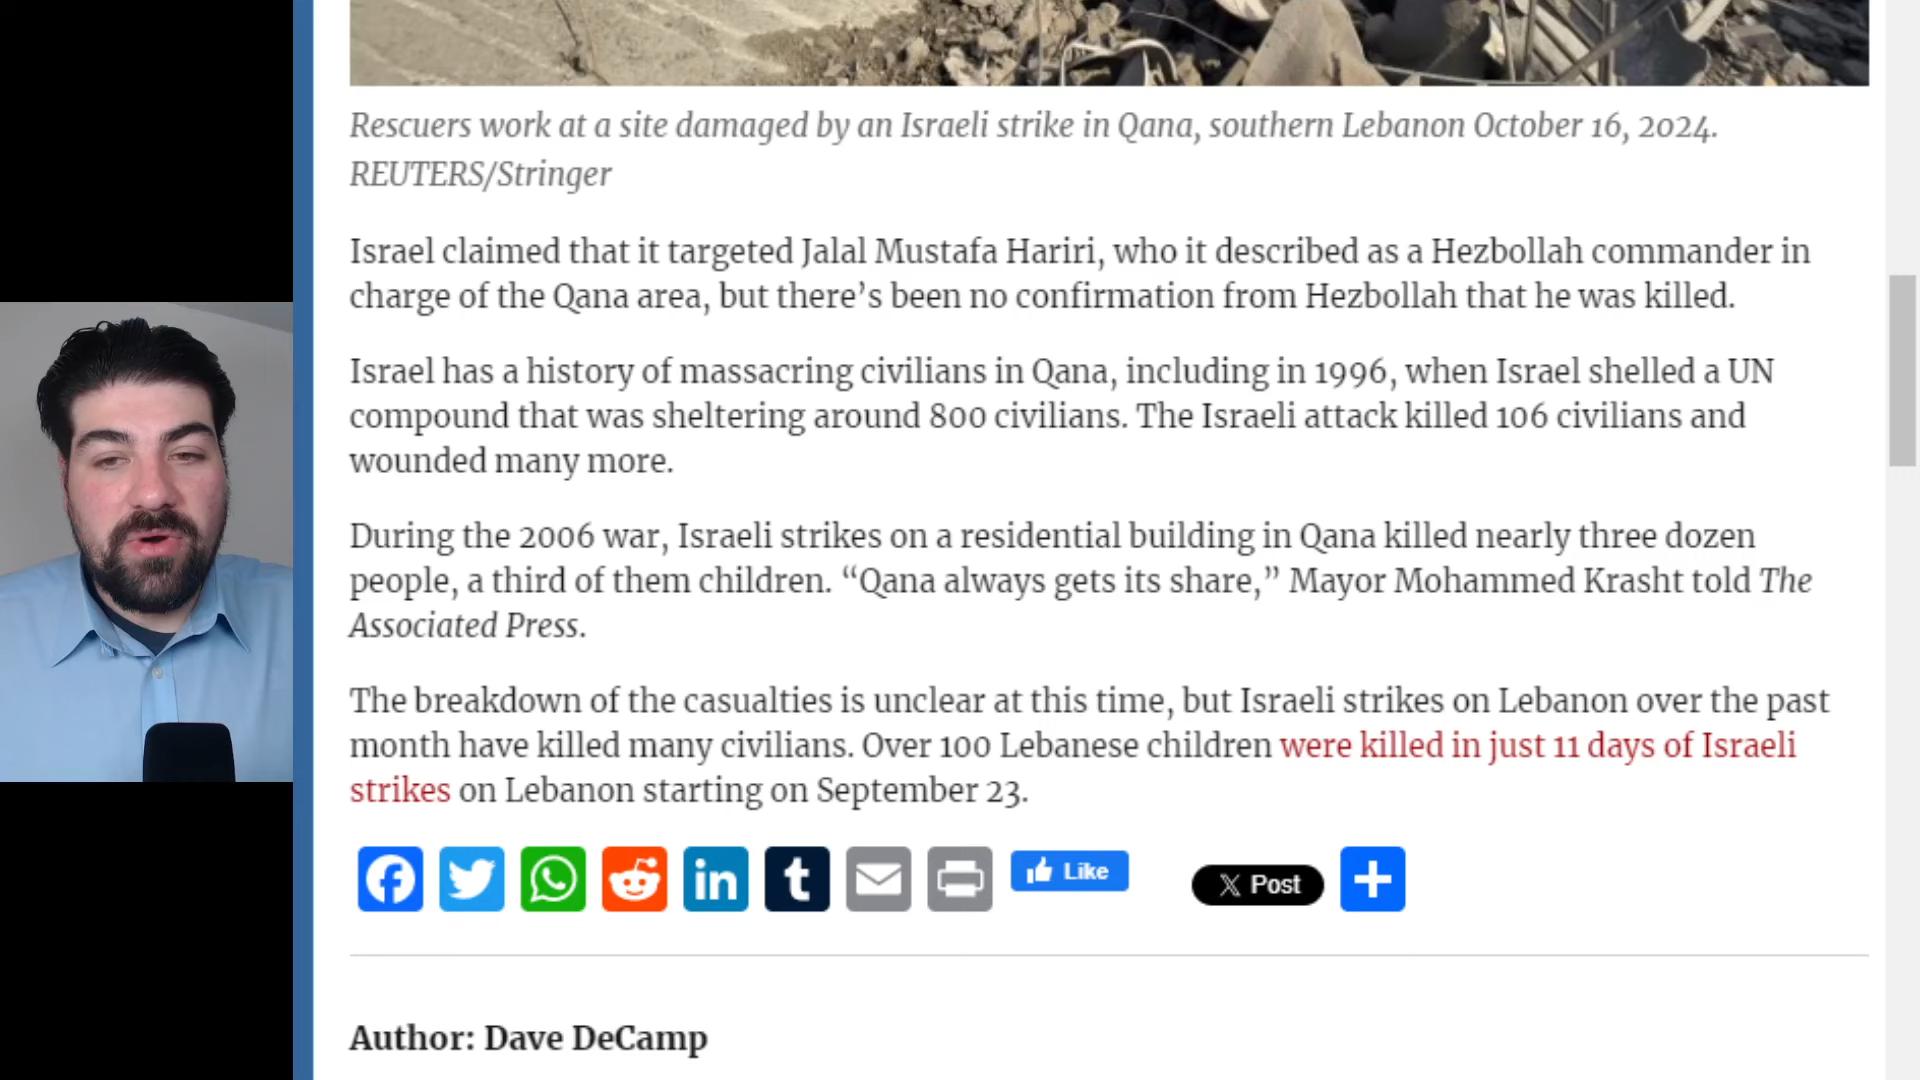 Rescuers work at a site damaged by an Israeli strike in Qana, southern Lebanon October 16, 2024.
REUTERS/Stringer
Israel claimed that it targeted Jalal Mustafa Hariri, who it described as a Hezbollah commander in
charge of the Qana area, but there’s been no confirmation from Hezbollah that he was killed.
Israel has a history of massacring civilians in Qana, including in 1996, when Israel shelled a UN
compound that was sheltering around 800 civilians. The Israeli attack killed 106 civilians and
wounded many more.
During the 2006 war, Israeli strikes on a residential building in Qana killed nearly three dozen
people, a third of them children. “Qana always gets its share,” Mayor Mohammed Krasht told The
Associated Press.
The breakdown of the casualties is unclear at this time, but Israeli strikes on Lebanon over the past
month have killed many civilians. Over 100 Lebanese children were killed in just 11 days of Israeli
strikes on Lebanon starting on September 23.
Like
X Post
Author: Dave DeCamp